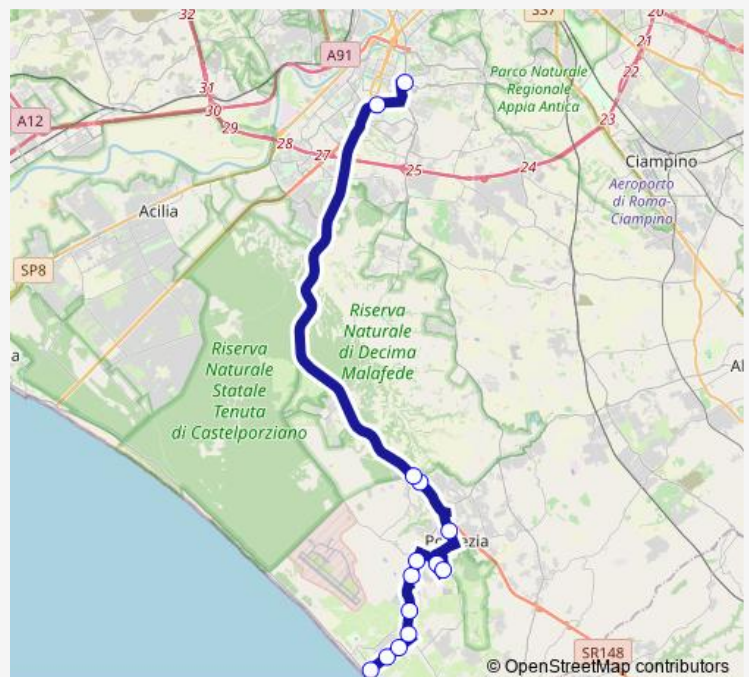 32
SS7
20
A91
21
22
Parco Naturale
Regionale
Appia Antica
31
30
A12
29
28
23
27
25
24
Ciampino
Aeroporto
di Roma-
Ciampino
Acilia
SP8
Riserva
Naturale
di Decima
Malafede
Riserva
Naturale
Statale
Tenuta
di Castelporziano
a
Al
SR148
© OpenStreetMap contributors